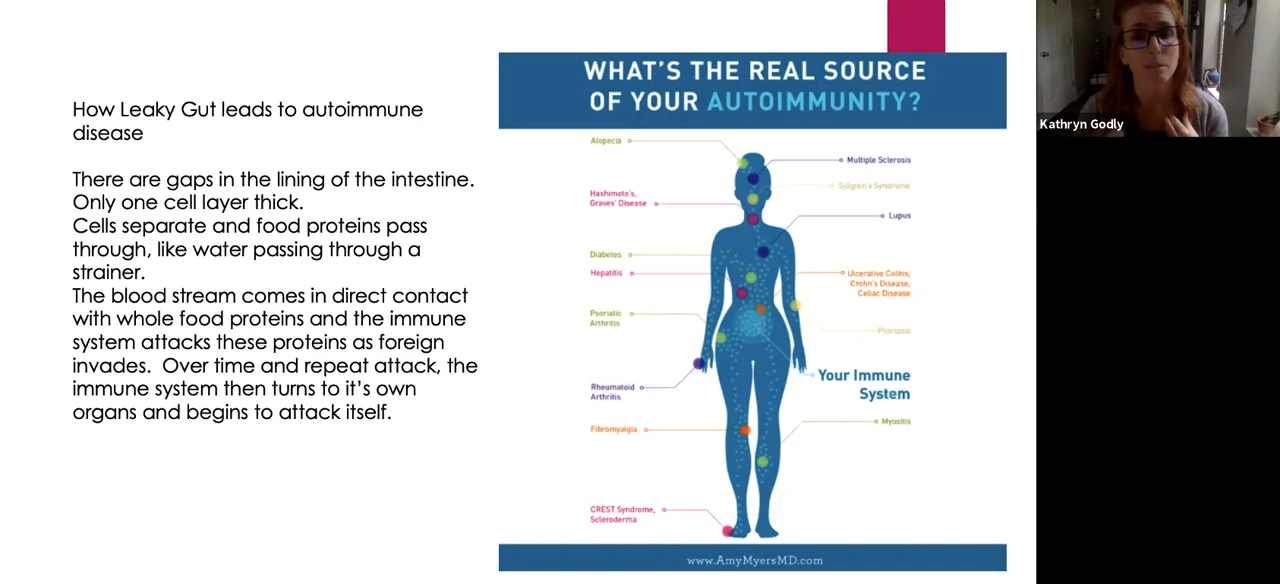 How Leaky Gut leads to autoimmune
disease
There are gaps in the lining of the intestine.
Only one cell layer thick.
Cells separate and food proteins pass
through, like water passing through a
strainer.
The blood stream comes in direct contact
with whole food proteins and the immune
system attacks these proteins as foreign
invades.  Over time and repeat attack, the
immune system then turns to it's own
organs and begins to attack itself.
WHAT'S THE REAL SOURCE
OF YOUR AUTOIMMUNITY?
Alopecia
Multiple Sclerosis
Sjögren's Syndrome
Hashimoto's,
Graves' Disease
Lupus
Diabetes
Hepatitis
Ulcerative Colitis,
Crohn's Disease,
Celiac Disease
Psoriatic
Arthritis
Psoriasis
Your Immune
System
Rheumatoid
Arthritis
Myositis
Fibromyalgia
CREST Syndrome,
Scleroderma
www.AmyMyersMD.com
Kathryn Godly